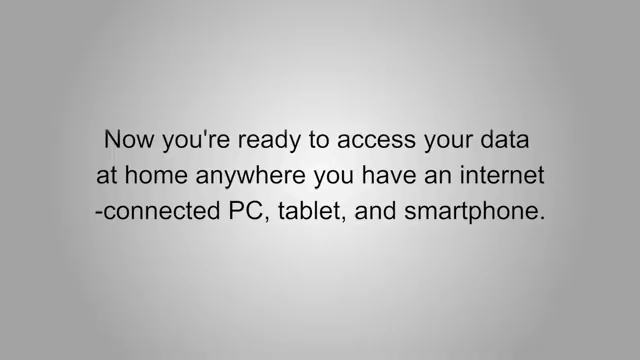 Now you're ready to access your data
at home anywhere you have an internet
-connected PC, tablet, and smartphone.